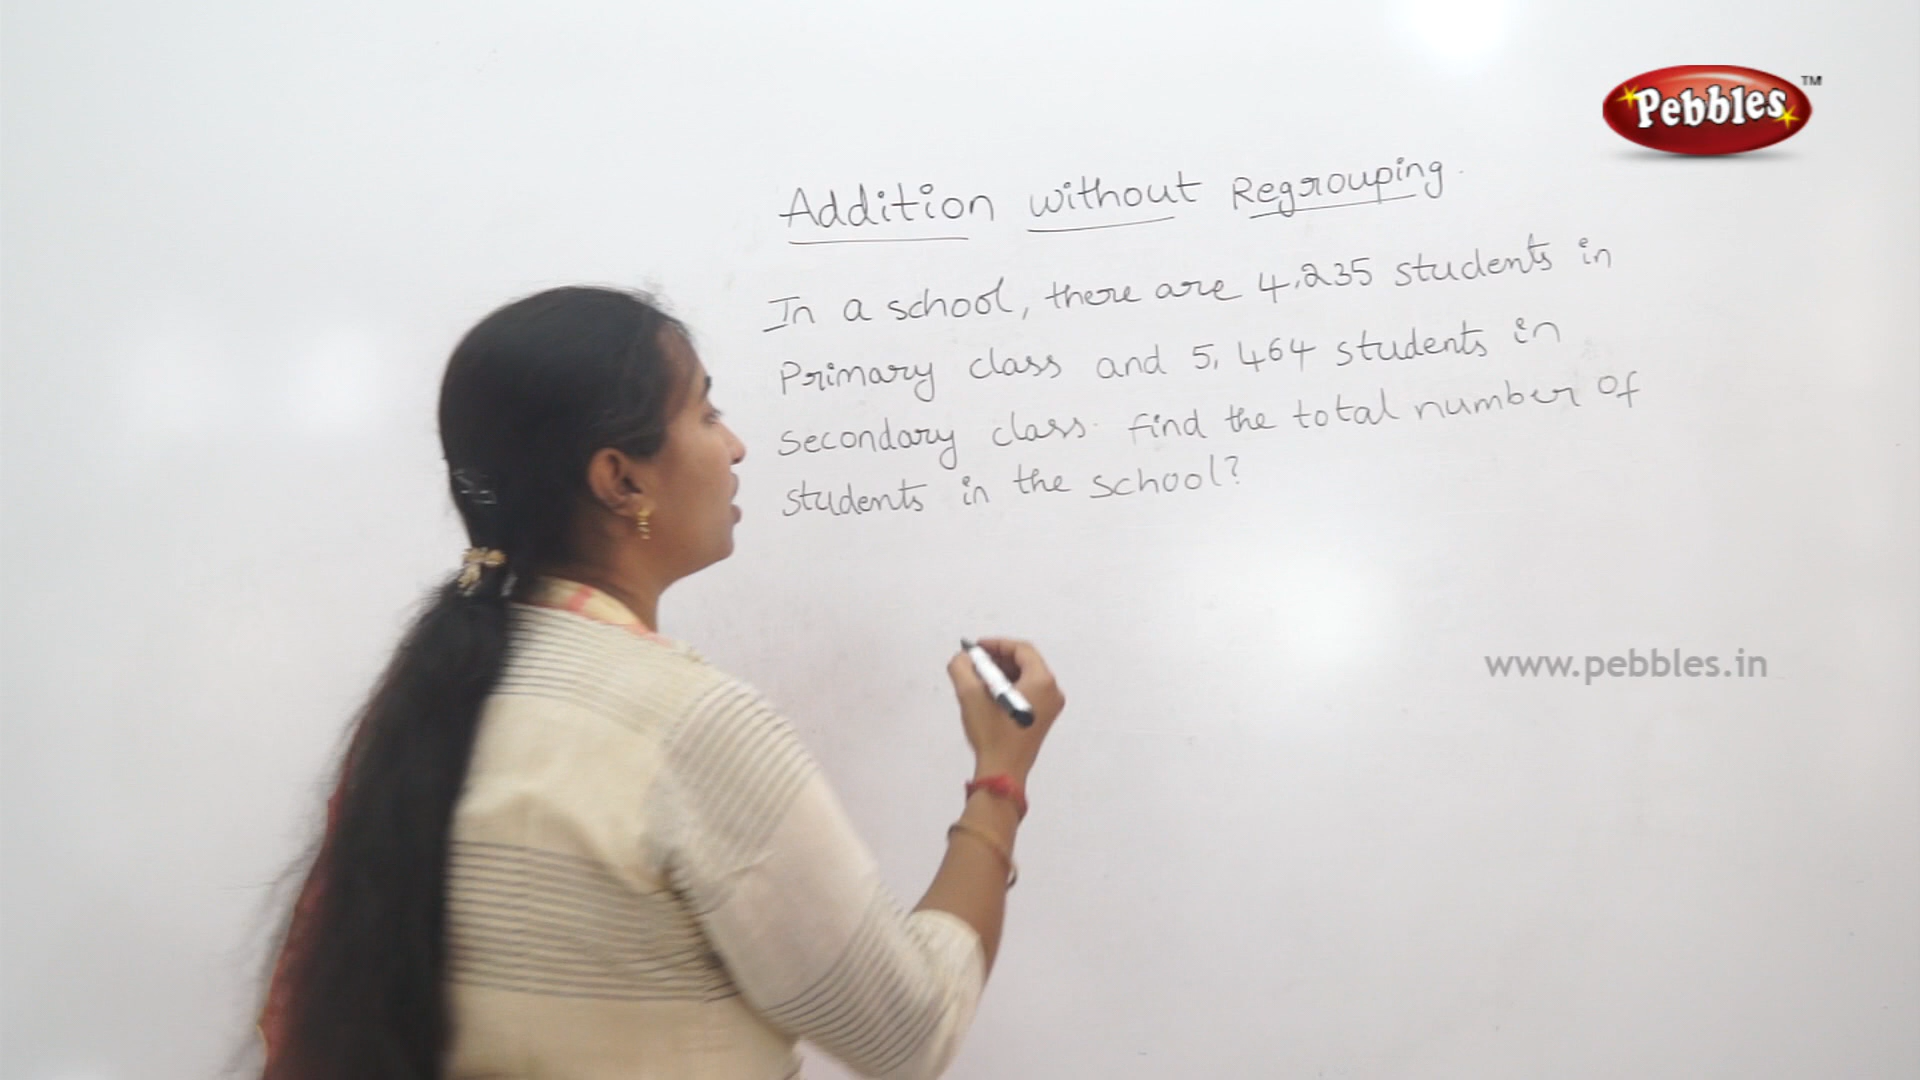 Pebbles TM
Addition without Regrouping.
In a school, there are 4,235 students in
Primary class and 5, 464 students in
secondary class. find the total number of
students in the school?
www.pebbles.in